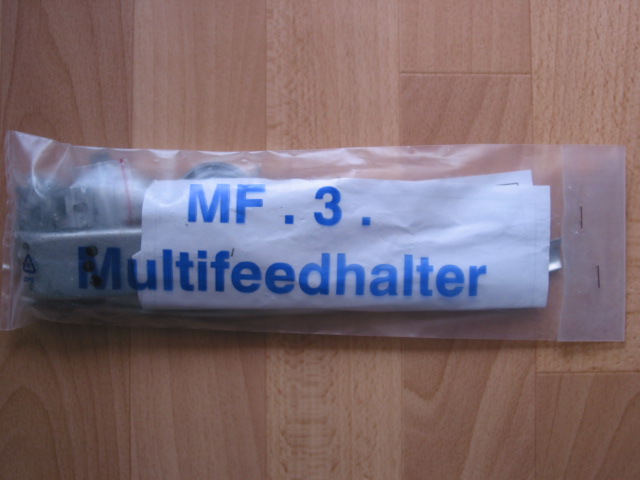 MF . 3 .
Multifeedhalter